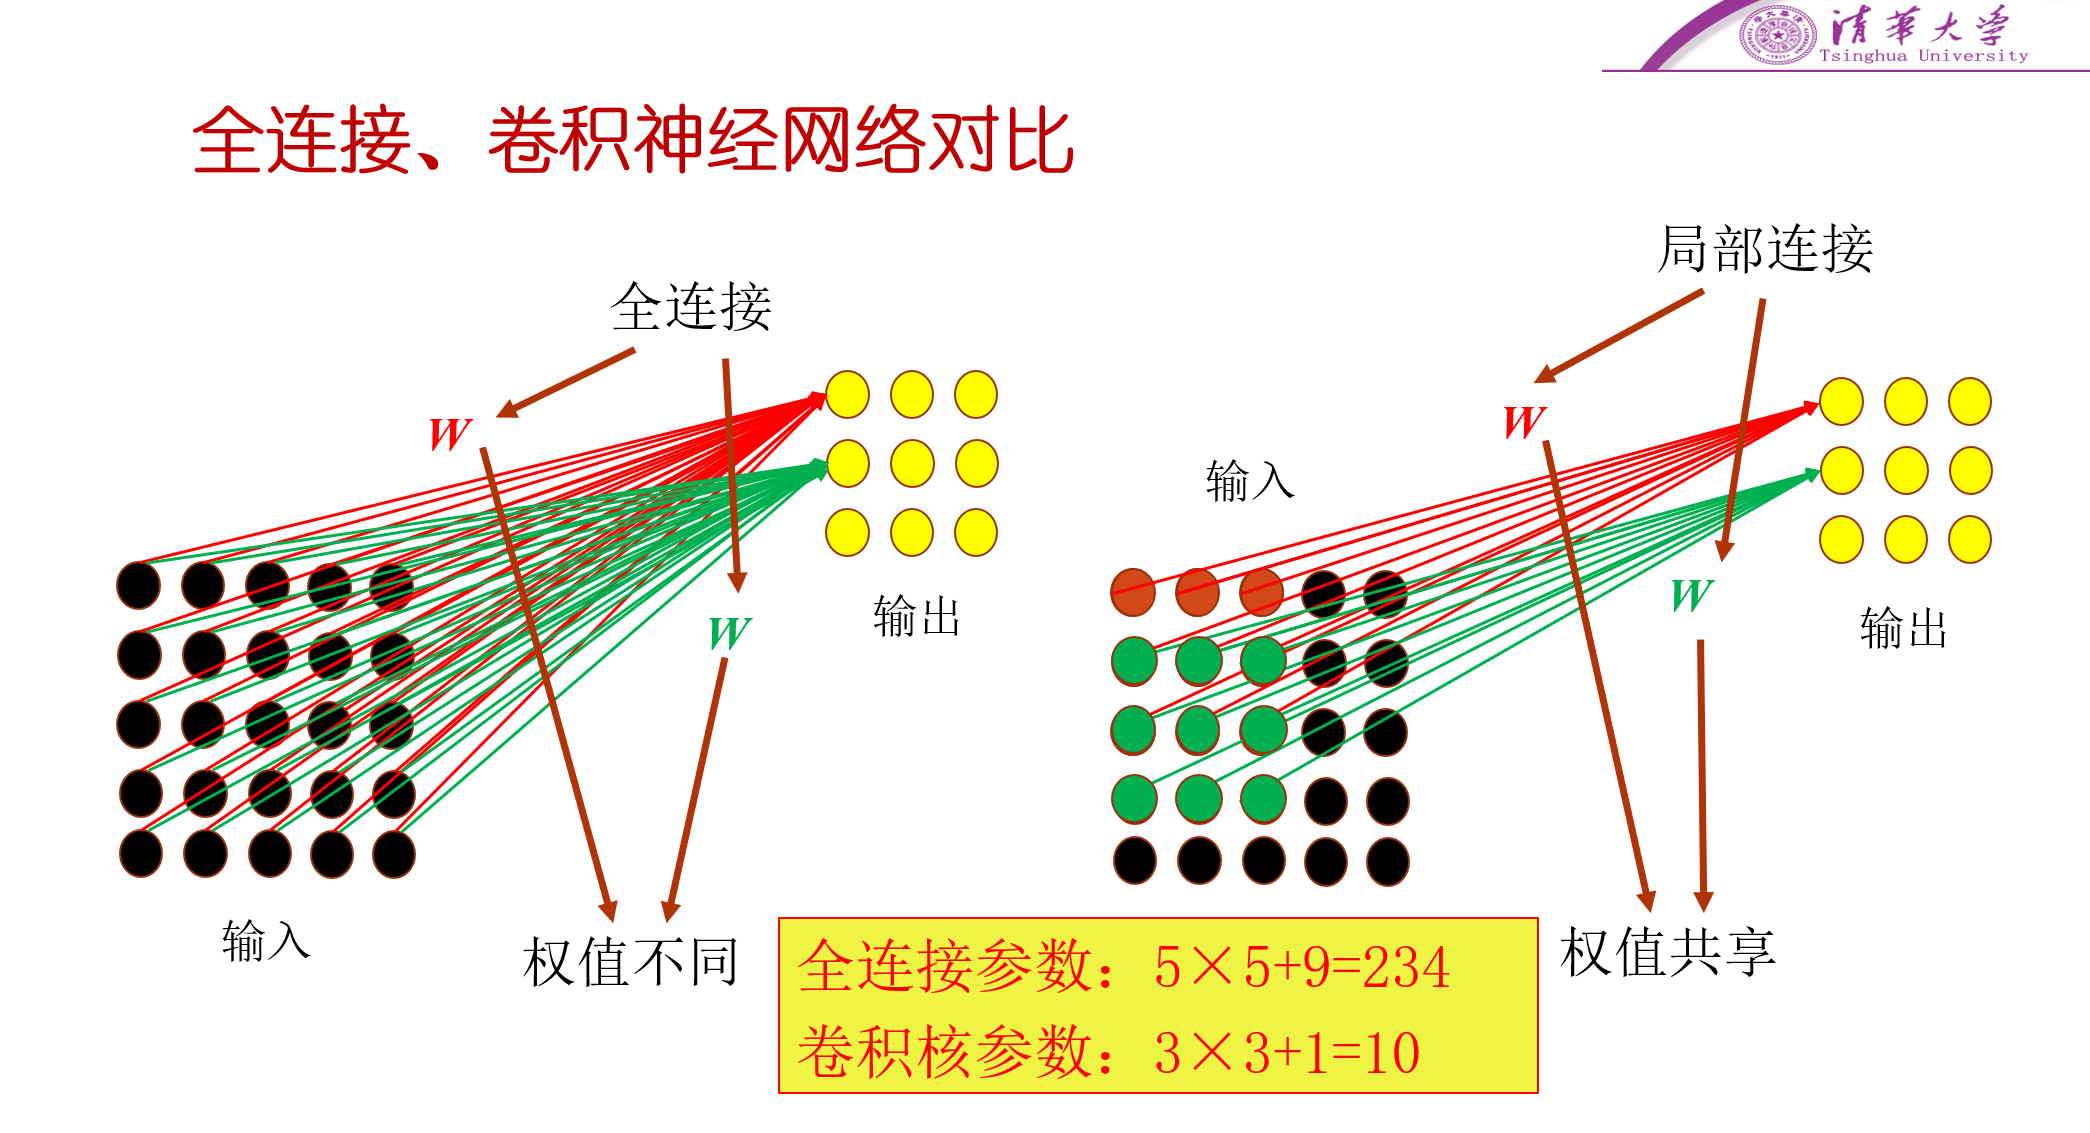 清华大学
Tsinghua University
全连接、卷积神经网络对比
全连接
W
W
输出
输入
权值不同
局部连接
W
输入
W
输出
权值共享
全连接参数：5×5+9=234
卷积核参数：3×3+1=10